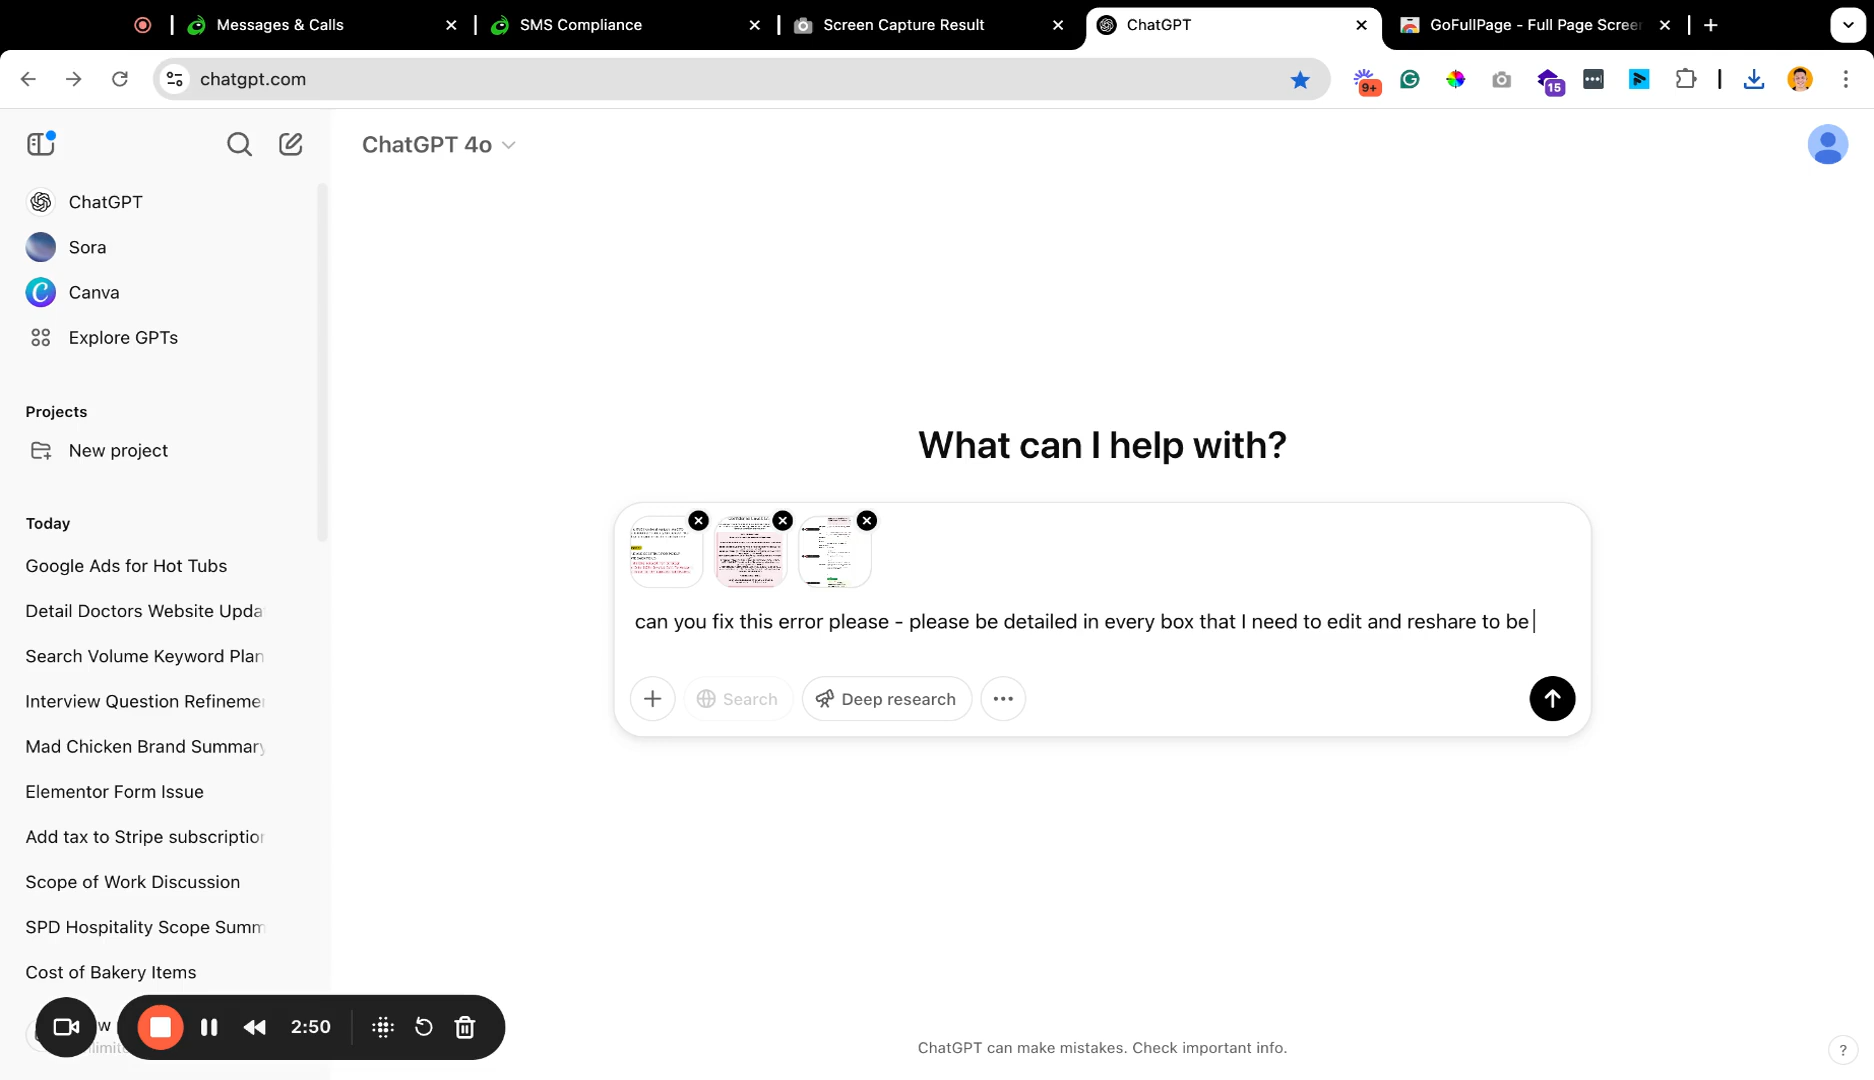 Messages & Calls
SMS Compliance
Screen Capture Result
ChatGPT
GoFullPage - Full Page Screen
chatgpt.com
9+
15
ChatGPT 4o
ChatGPT
Sora
Canva
Explore GPTs
Projects
New project
Today
Google Ads for Hot Tubs
Detail Doctors Website Upda
Search Volume Keyword Plan
Interview Question Refinemen
Mad Chicken Brand Summary
Elementor Form Issue
Add tax to Stripe subscription
Scope of Work Discussion
SPD Hospitality Scope Summ
Cost of Bakery Items
What can I help with?
can you fix this error please - please be detailed in every box that I need to edit and reshare to be
Search
Deep research
2:50
ChatGPT can make mistakes. Check important info.
?